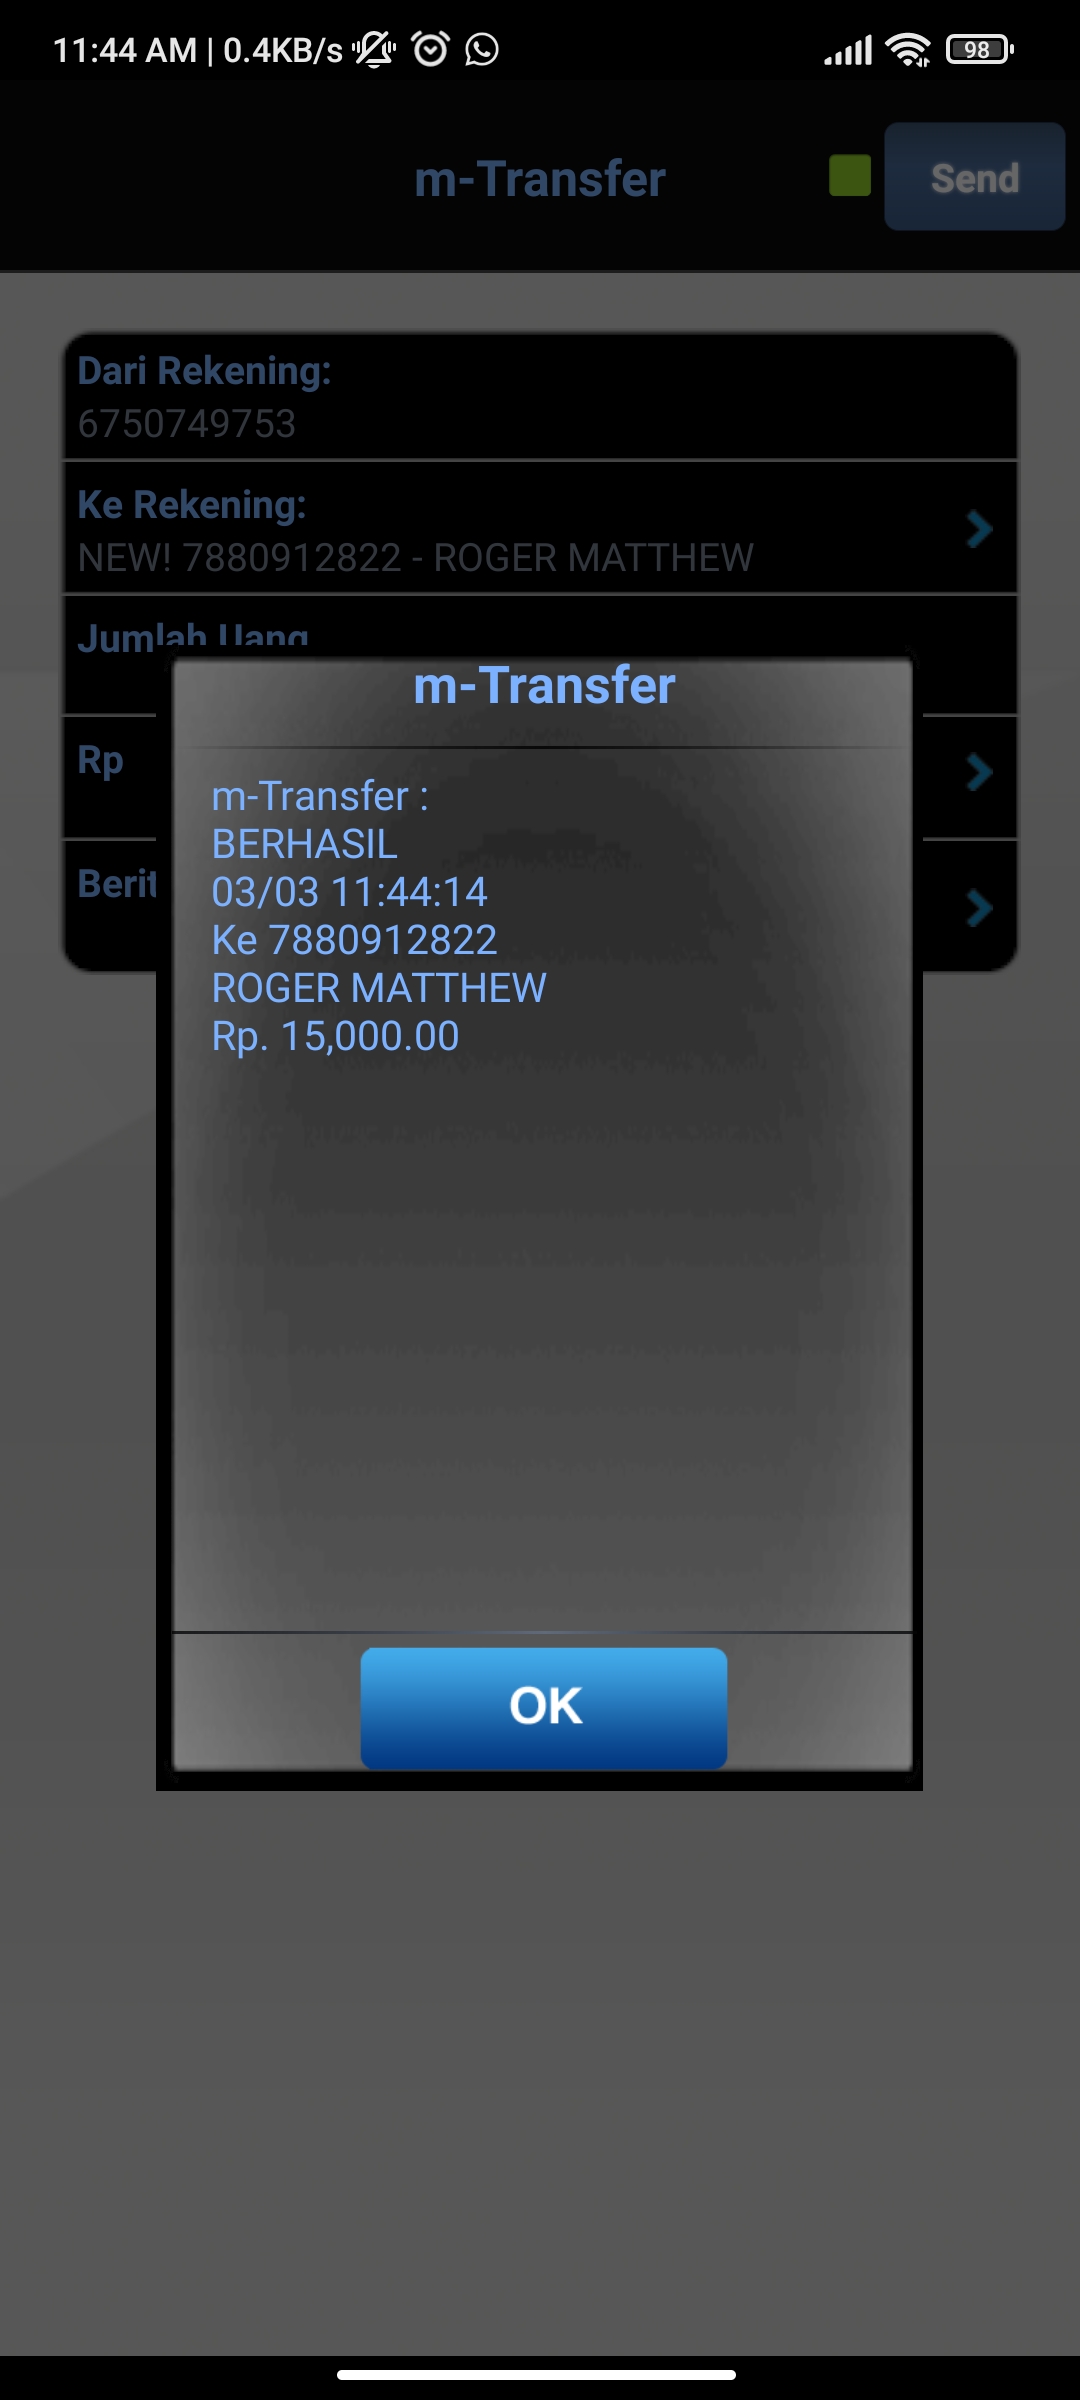 11:44 AM | 0.4KB/s
98
m-Transfer
Send
Dari Rekening:
6750749753
Ke Rekening:
NEW! 7880912822 - ROGER MATTHEW
Jumlah Uang
Rp
Berit
m-Transfer
m-Transfer :
BERHASIL
03/03 11:44:14
Ke 7880912822
ROGER MATTHEW
Rp. 15,000.00
OK